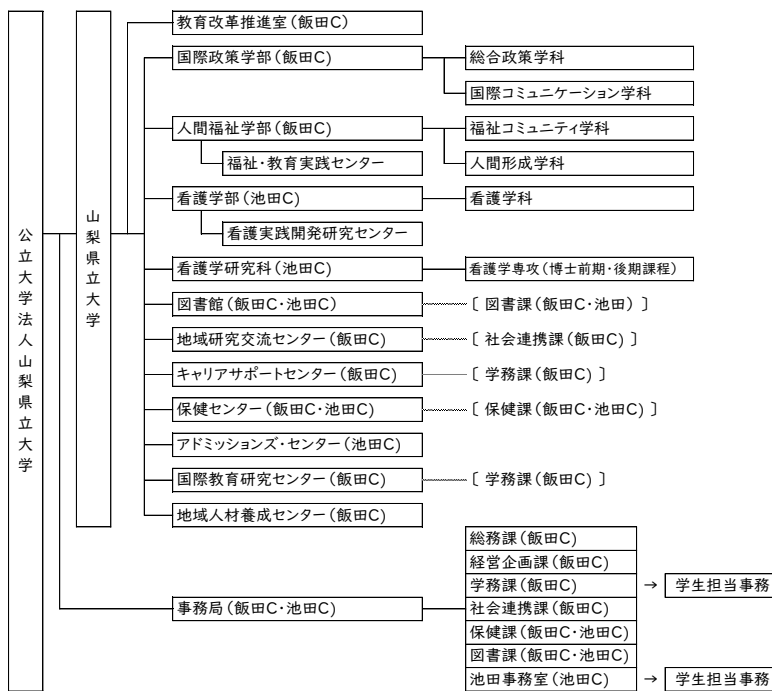 公立大学法人山梨県立大学
山梨県立大学
教育改革推進室(飯田C)
国際政策学部(飯田C)
総合政策学科
国際コミュニケーション学科
人間福祉学部(飯田C)
福祉コミュニティ学科
福祉・教育実践センター
人間形成学科
看護学部(池田C)
看護学科
看護実践開発研究センター
看護学研究科(池田C)
看護学専攻(博士前期・後期課程)
図書館(飯田C・池田C)
〔 図書課(飯田C・池田) 〕
地域研究交流センター(飯田C)
〔 社会連携課(飯田C) 〕
キャリアサポートセンター(飯田C)
〔 学務課(飯田C) 〕
保健センター(飯田C・池田C)
〔 保健課(飯田C・池田C) 〕
アドミッションズ・センター(池田C)
国際教育研究センター(飯田C)
〔 学務課(飯田C) 〕
地域人材養成センター(飯田C)
事務局(飯田C・池田C)
総務課(飯田C)
経営企画課(飯田C)
学務課(飯田C) → 学生担当事務
社会連携課(飯田C)
保健課(飯田C・池田C)
図書課(飯田C・池田C)
池田事務室(池田C) → 学生担当事務